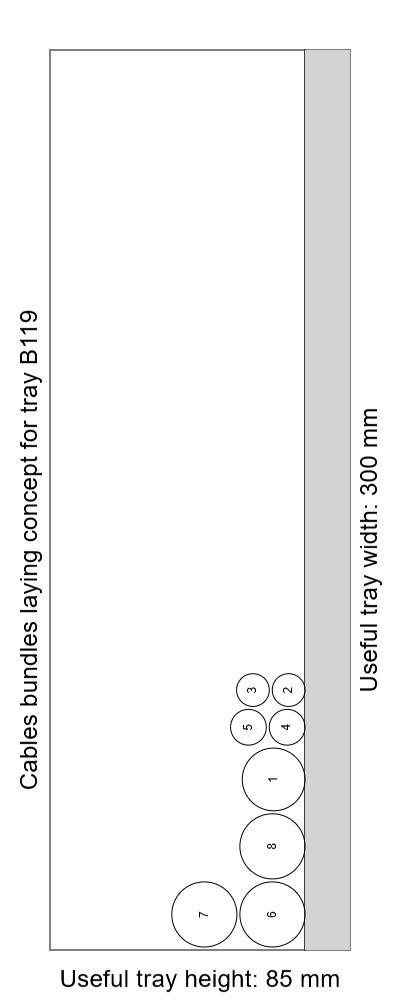 Cables bundles laying concept for tray B119
3
2
5
4
1
8
7
6
Useful tray width: 300 mm
Useful tray height: 85 mm